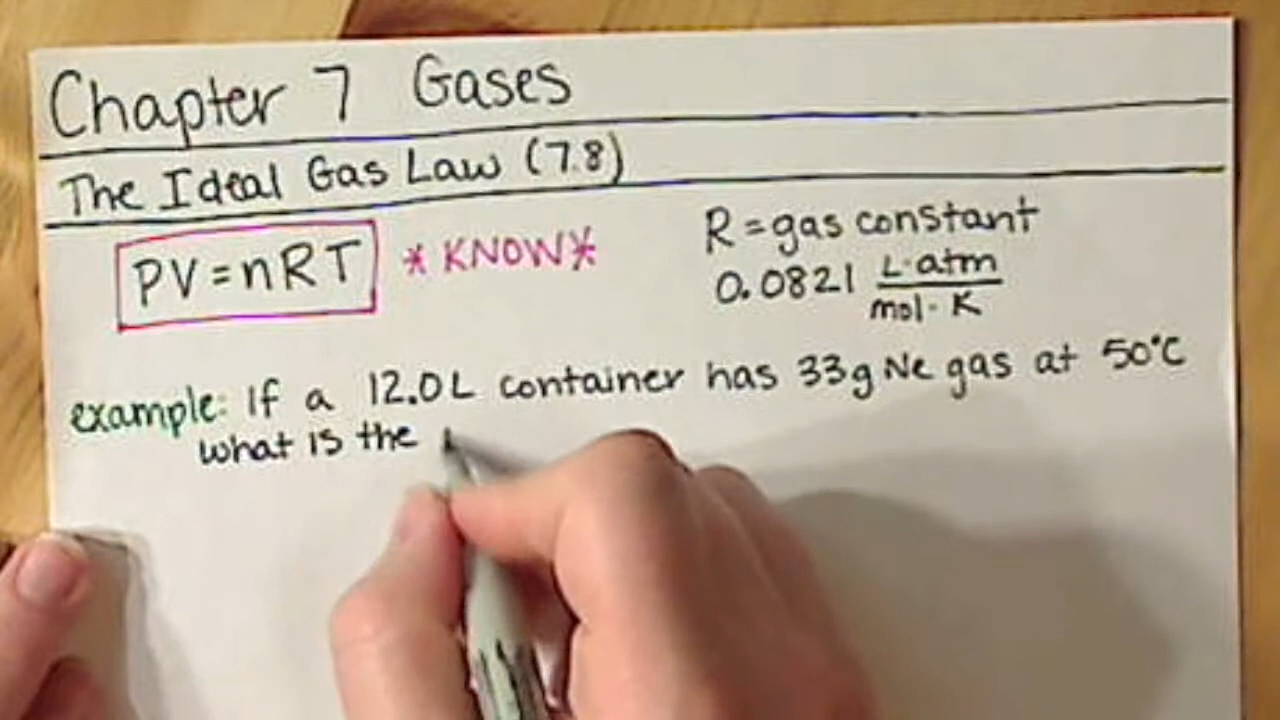 Chapter 7 Gases
The Ideal Gas Law (7.8)
PV=nRT *KNOW*
R=gas constant
0.0821 L·atm
mol·K
example: If a 12.0L container has 33g Ne gas at 50°C
what is the